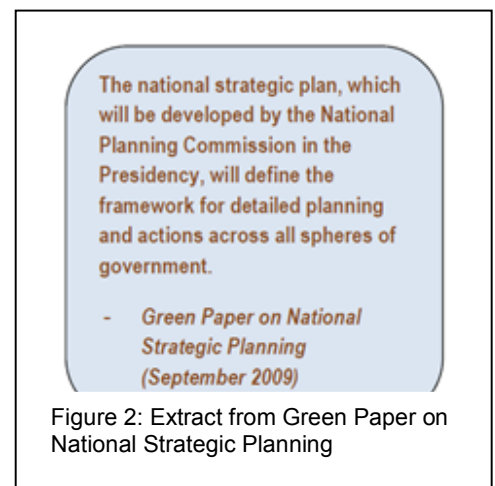 The national strategic plan, which
will be developed by the National
Planning Commission in the
Presidency, will define the
framework for detailed planning
and actions across all spheres of
government.
- Green Paper on National
Strategic Planning
(September 2009)
Figure 2: Extract from Green Paper on
National Strategic Planning